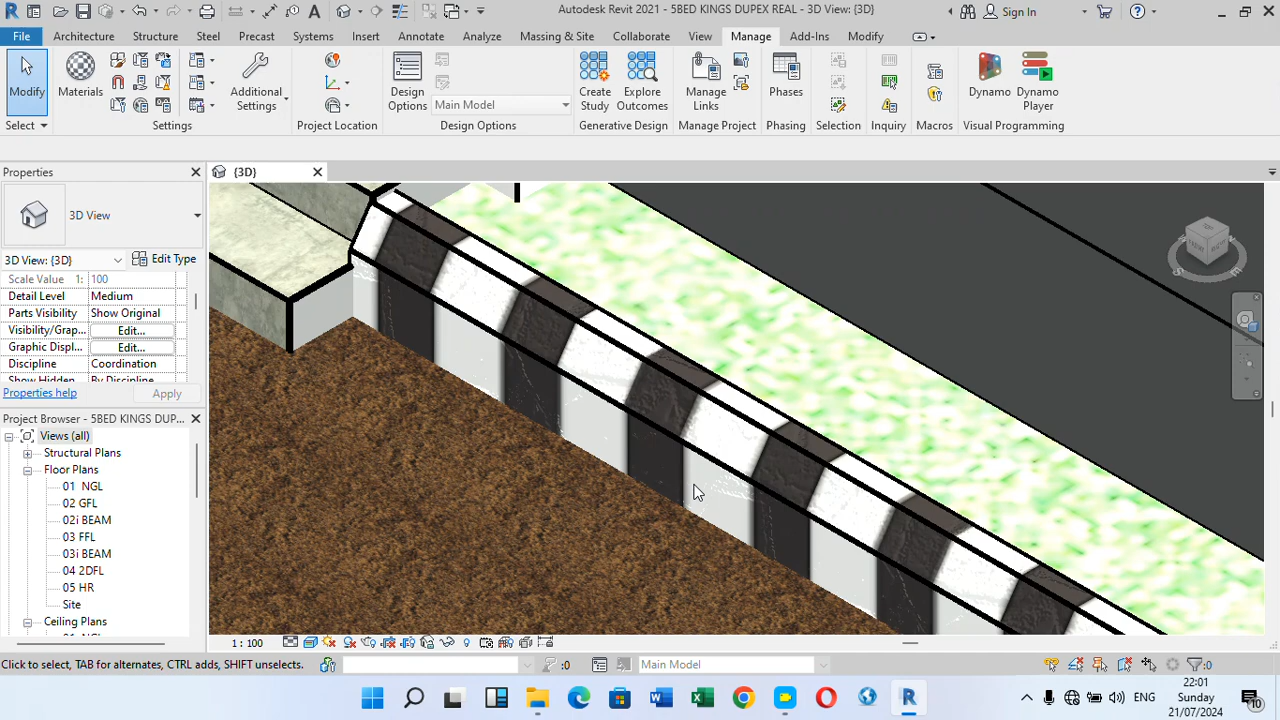 Autodesk Revit 2021 - 5BED KINGS DUPEX REAL - 3D View: {3D}
Sign In
File Architecture Structure Steel Precast Systems Insert Annotate Analyze Massing & Site Collaborate View Manage Add-Ins Modify
Modify
Materials
Additional
Settings
Design
Options
Main Model
Create
Study
Explore
Outcomes
Manage
Links
Phases
Dynamo
Dynamo
Player
Select Settings Project Location Design Options Generative Design Manage Project Phasing Selection Inquiry Macros Visual Programming
Properties
{3D}
3D View
3D View: {3D}
Edit Type
Scale Value 1: 100
Detail Level Medium
Parts Visibility Show Original
Visibility/Grap... Edit...
Graphic Displ... Edit...
Discipline Coordination
Show Hidden By Discipline
Properties help
Apply
Project Browser - 5BED KINGS DUP...
Views (all)
Structural Plans
Floor Plans
01 NGL
02 GFL
02i BEAM
03 FFL
03i BEAM
04 2DFL
05 HR
Site
Ceiling Plans
01 NGL
1 : 100
Click to select, TAB for alternates, CTRL adds, SHIFT unselects.
:0
Main Model
:0
ENG
22:01
Sunday
21/07/2024
10